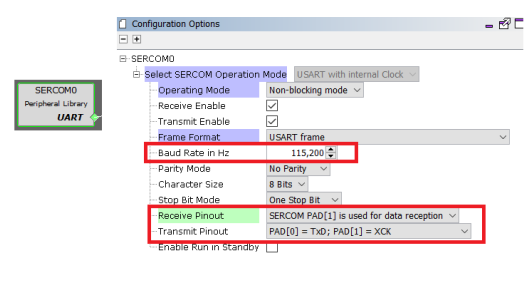 Configuration Options
SERCOM0
Select SERCOM Operation Mode USART with internal Clock
SERCOM0
Peripheral Library
UART
Operating Mode Non-blocking mode
Receive Enable
Transmit Enable
Frame Format USART frame
Baud Rate in Hz 115,200
Parity Mode No Parity
Character Size 8 Bits
Stop Bit Mode One Stop Bit
Receive Pinout SERCOM PAD[1] is used for data reception
Transmit Pinout PAD[0] = TxD; PAD[1] = XCK
Enable Run in Standby